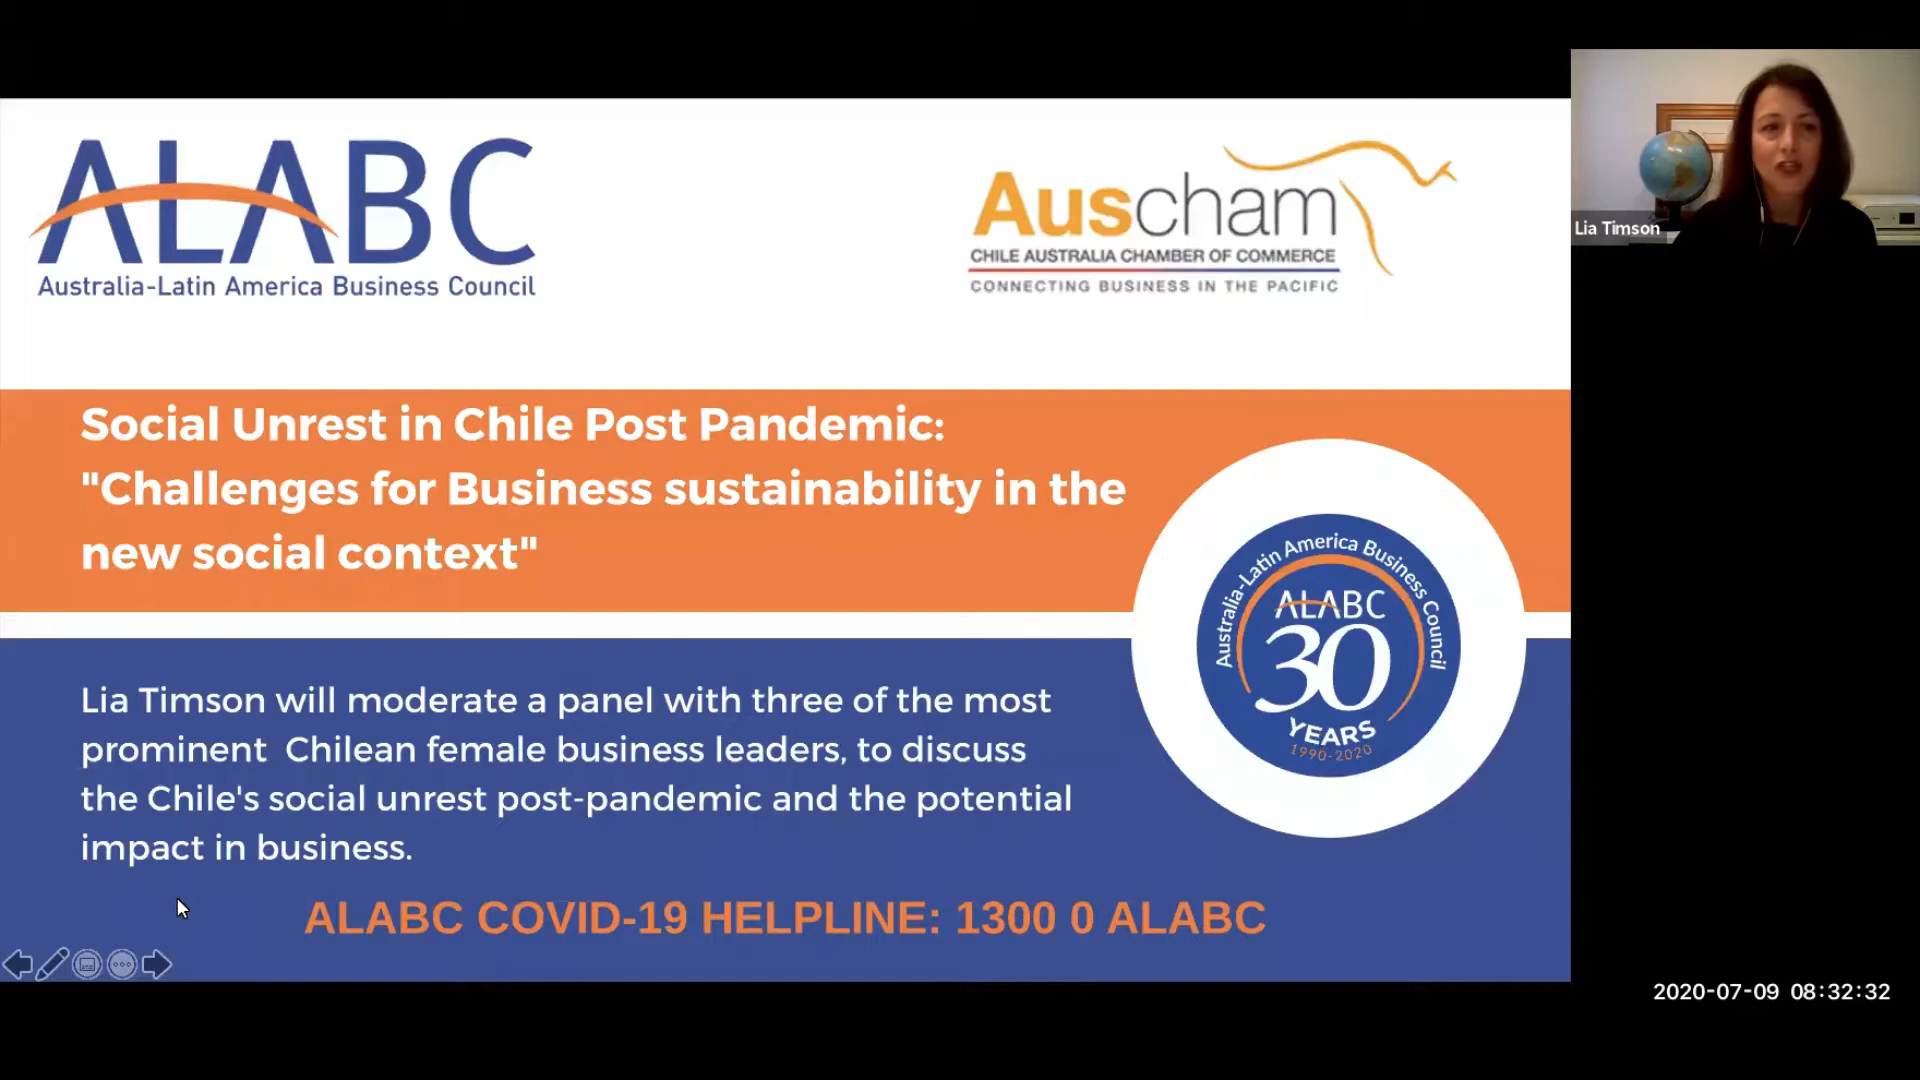 ALABC
Australia-Latin America Business Council
Auscham
CHILE AUSTRALIA CHAMBER OF COMMERCE
CONNECTING BUSINESS IN THE PACIFIC
Lia Timson
Social Unrest in Chile Post Pandemic:
"Challenges for Business sustainability in the
new social context"
Australia-Latin America Business Council
ALABC
30
YEARS
1990-2020
Lia Timson will moderate a panel with three of the most
prominent  Chilean female business leaders, to discuss
the Chile's social unrest post-pandemic and the potential
impact in business.
ALABC COVID-19 HELPLINE: 1300 0 ALABC
2020-07-09 08:32:32